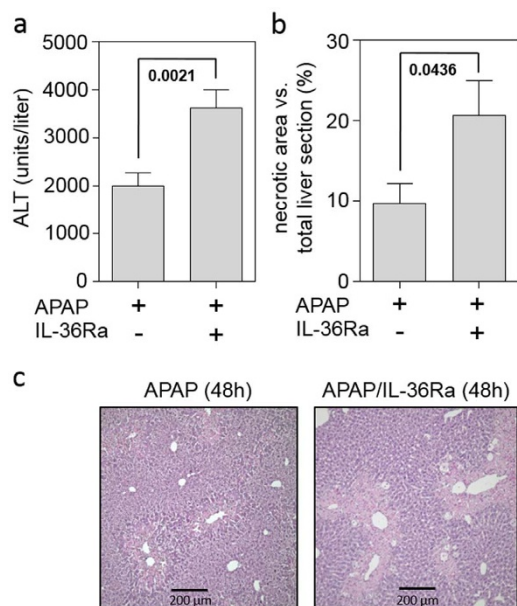 a
5000
4000
3000
2000
1000
0
ALT (units/liter)
0.0021
APAP + +
IL-36Ra - +
b
30
20
10
0
necrotic area vs.
total liver section (%)
0.0436
APAP + +
IL-36Ra - +
c
APAP (48h)
APAP/IL-36Ra (48h)
200 µm
200 µm